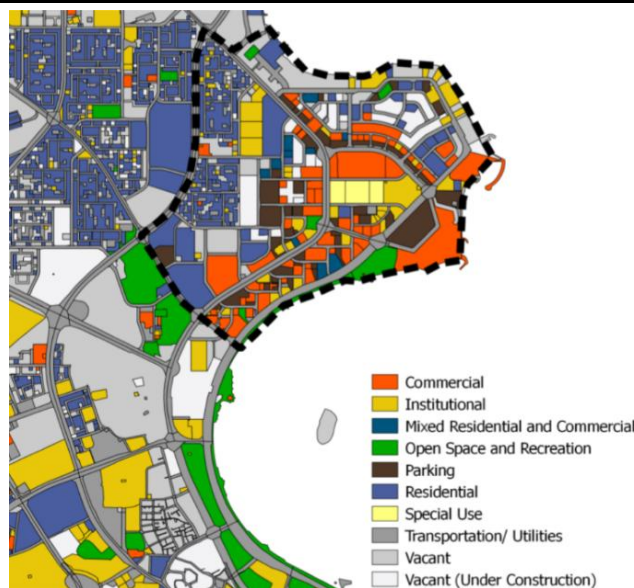 Commercial
Institutional
Mixed Residential and Commercial
Open Space and Recreation
Parking
Residential
Special Use
Transportation/ Utilities
Vacant
Vacant (Under Construction)